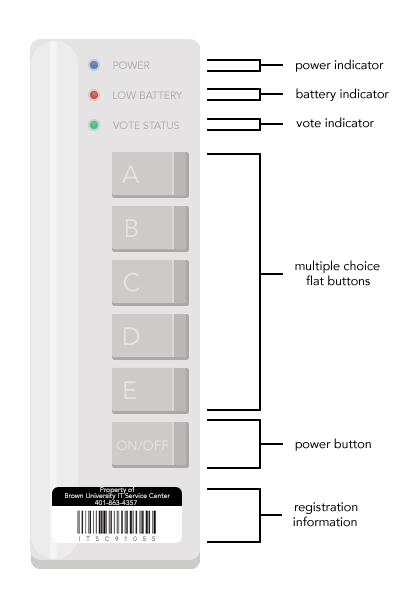 POWER
power indicator
LOW BATTERY
battery indicator
VOTE STATUS
vote indicator
A
B
C
D
E
multiple choice
flat buttons
ON/OFF
power button
Property of
Brown University IT Service Center
401-863-4357
ITSC91055
registration
information